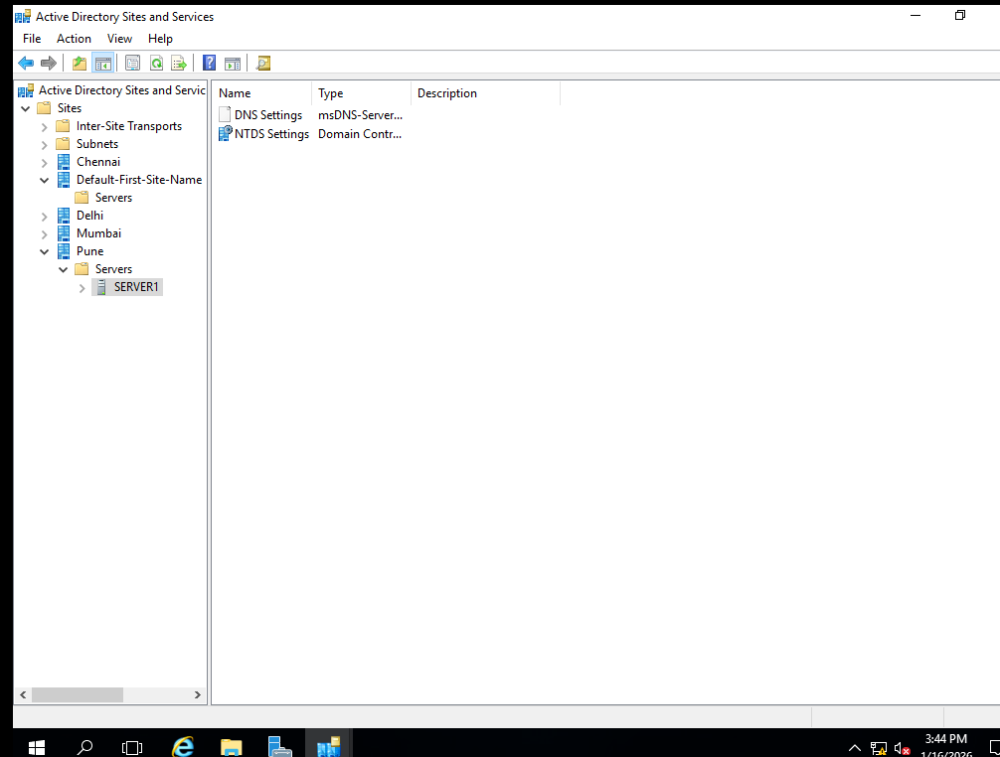 Active Directory Sites and Services
File Action View Help
Active Directory Sites and Servic
Sites
Inter-Site Transports
Subnets
Chennai
Default-First-Site-Name
Servers
Delhi
Mumbai
Pune
Servers
SERVER1
Name Type Description
DNS Settings msDNS-Server...
NTDS Settings Domain Contr...
3:44 PM
1/16/2026